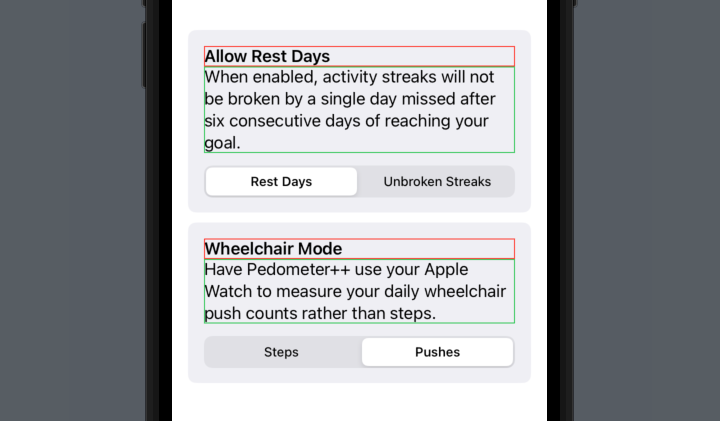 Allow Rest Days
When enabled, activity streaks will not
be broken by a single day missed after
six consecutive days of reaching your
goal.
Rest Days
Unbroken Streaks
Wheelchair Mode
Have Pedometer++ use your Apple
Watch to measure your daily wheelchair
push counts rather than steps.
Steps
Pushes